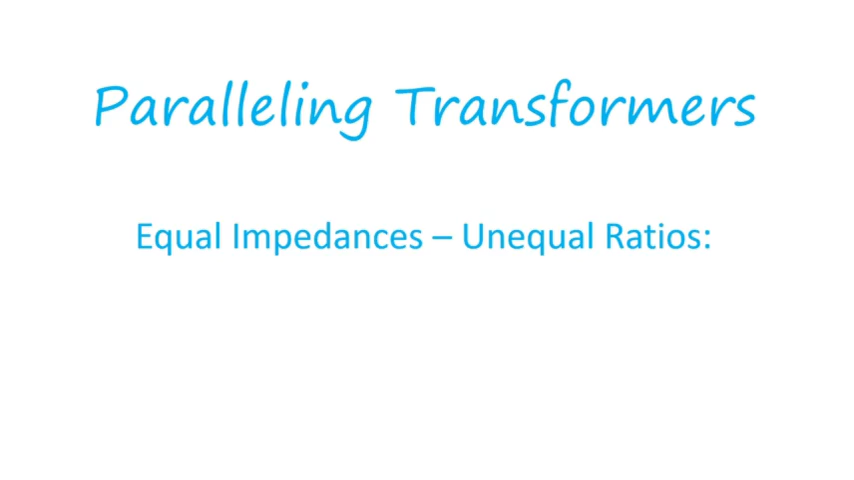 Paralleling Transformers
Equal Impedances – Unequal Ratios: